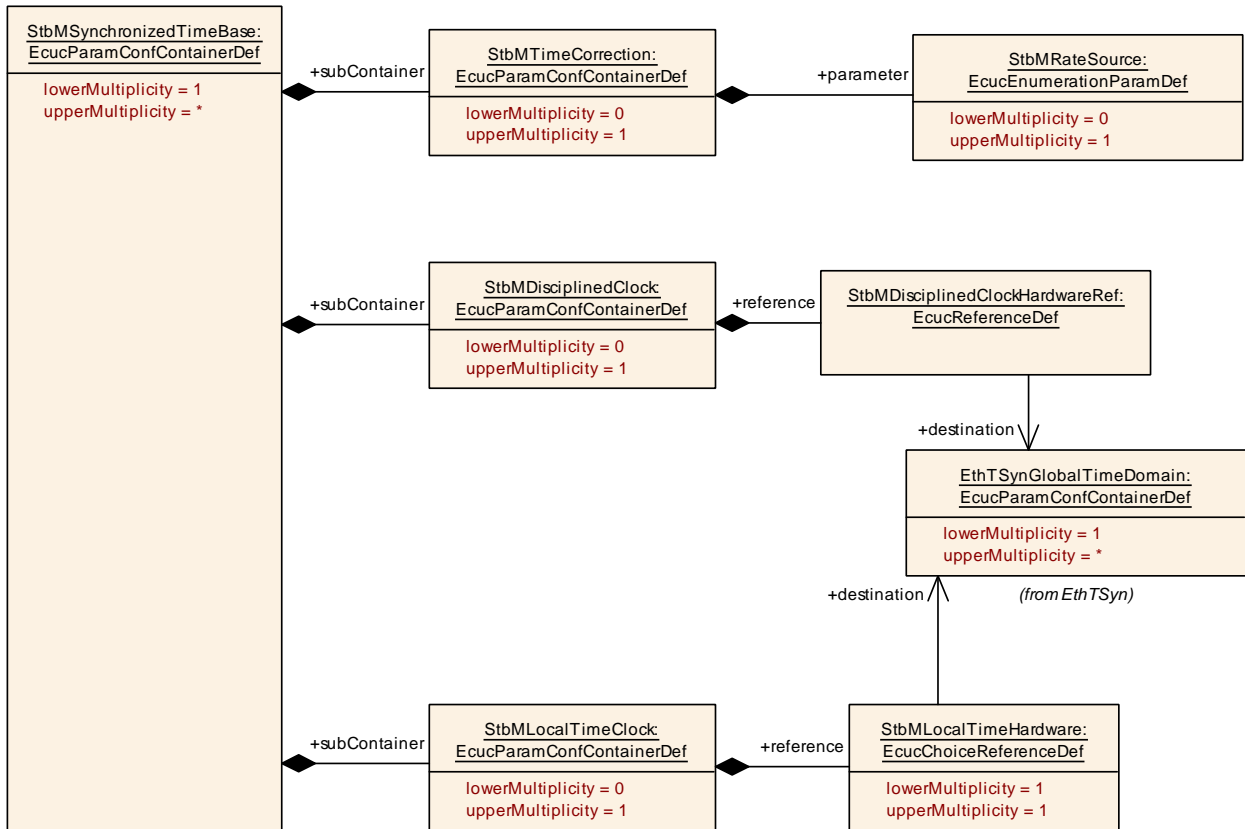 StbMSynchronizedTimeBase:
EcucParamConfContainerDef
lowerMultiplicity = 1
upperMultiplicity = *
+subContainer
StbMTimeCorrection:
EcucParamConfContainerDef
lowerMultiplicity = 0
upperMultiplicity = 1
+parameter
StbMRateSource:
EcucEnumerationParamDef
lowerMultiplicity = 0
upperMultiplicity = 1
+subContainer
StbMDisciplinedClock:
EcucParamConfContainerDef
lowerMultiplicity = 0
upperMultiplicity = 1
+reference
StbMDisciplinedClockHardwareRef:
EcucReferenceDef
+destination
EthTSynGlobalTimeDomain:
EcucParamConfContainerDef
lowerMultiplicity = 1
upperMultiplicity = *
(from EthTSyn)
+destination
+subContainer
StbMLocalTimeClock:
EcucParamConfContainerDef
lowerMultiplicity = 0
upperMultiplicity = 1
+reference
StbMLocalTimeHardware:
EcucChoiceReferenceDef
lowerMultiplicity = 1
upperMultiplicity = 1